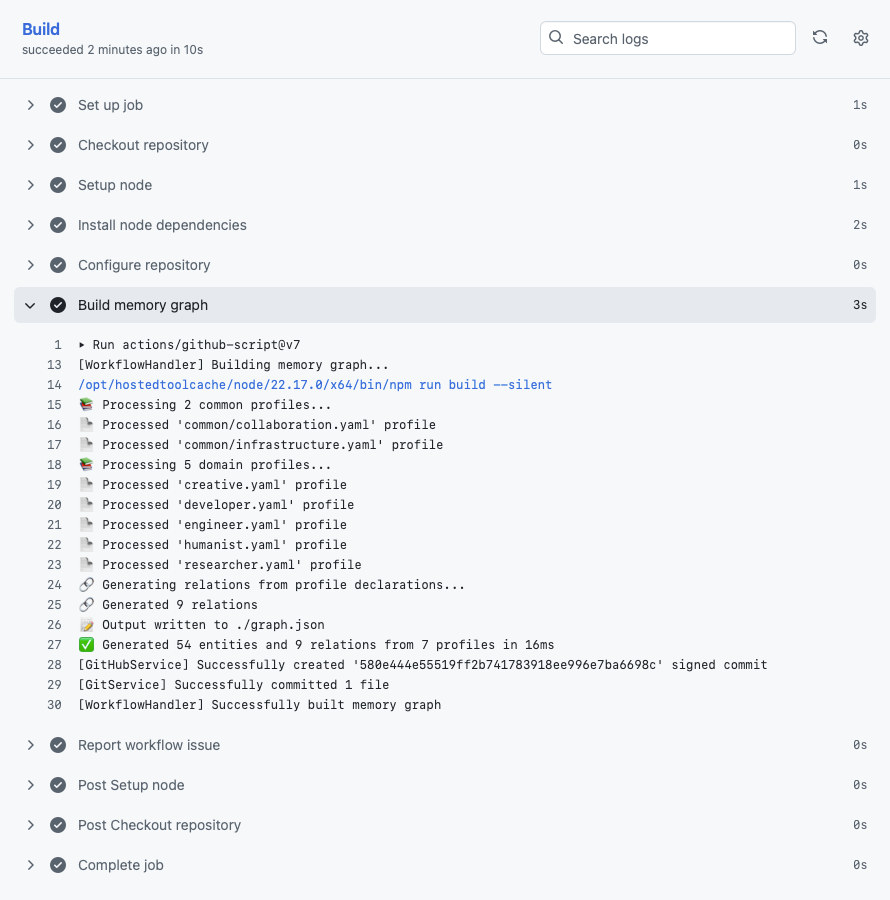 Build
succeeded 2 minutes ago in 10s
Search logs
Set up job 1s
Checkout repository 0s
Setup node 1s
Install node dependencies 2s
Configure repository 0s
Build memory graph 3s
1 ▸ Run actions/github-script@v7
13 [WorkflowHandler] Building memory graph...
14 /opt/hostedtoolcache/node/22.17.0/x64/bin/npm run build --silent
15 📚 Processing 2 common profiles...
16 📄 Processed 'common/collaboration.yaml' profile
17 📄 Processed 'common/infrastructure.yaml' profile
18 📚 Processing 5 domain profiles...
19 📄 Processed 'creative.yaml' profile
20 📄 Processed 'developer.yaml' profile
21 📄 Processed 'engineer.yaml' profile
22 📄 Processed 'humanist.yaml' profile
23 📄 Processed 'researcher.yaml' profile
24 🔗 Generating relations from profile declarations...
25 🔗 Generated 9 relations
26 📝 Output written to ./graph.json
27 ✅ Generated 54 entities and 9 relations from 7 profiles in 16ms
28 [GitHubService] Successfully created '580e444e55519ff2b741783918ee996e7ba6698c' signed commit
29 [GitService] Successfully committed 1 file
30 [WorkflowHandler] Successfully built memory graph
Report workflow issue 0s
Post Setup node 0s
Post Checkout repository 0s
Complete job 0s